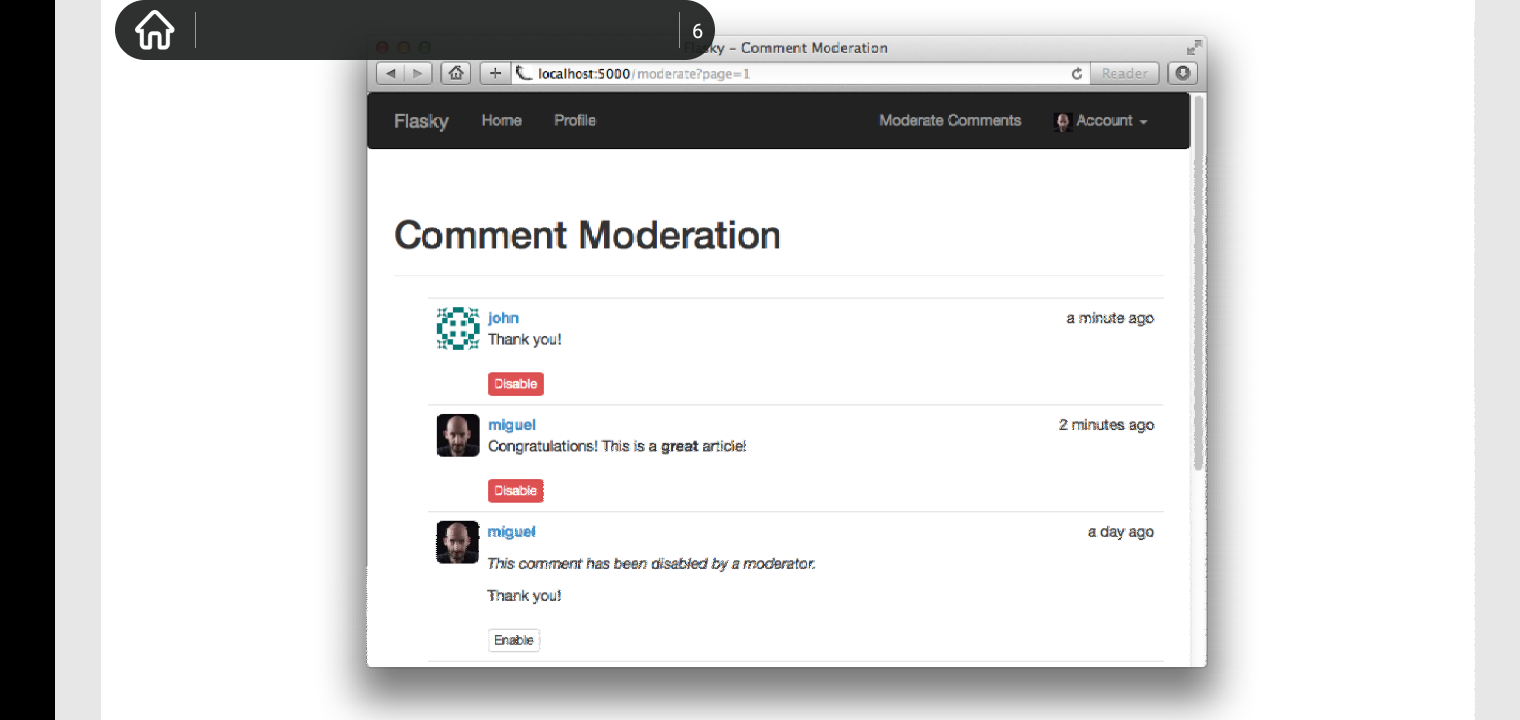 6
Flasky – Comment Moderation
localhost:5000/moderate?page=1
Reader
Flasky Home Profile Moderate Comments Account
Comment Moderation
john a minute ago
Thank you!
Disable
miguel 2 minutes ago
Congratulations! This is a great article!
Disable
miguel a day ago
This comment has been disabled by a moderator.
Thank you!
Enable